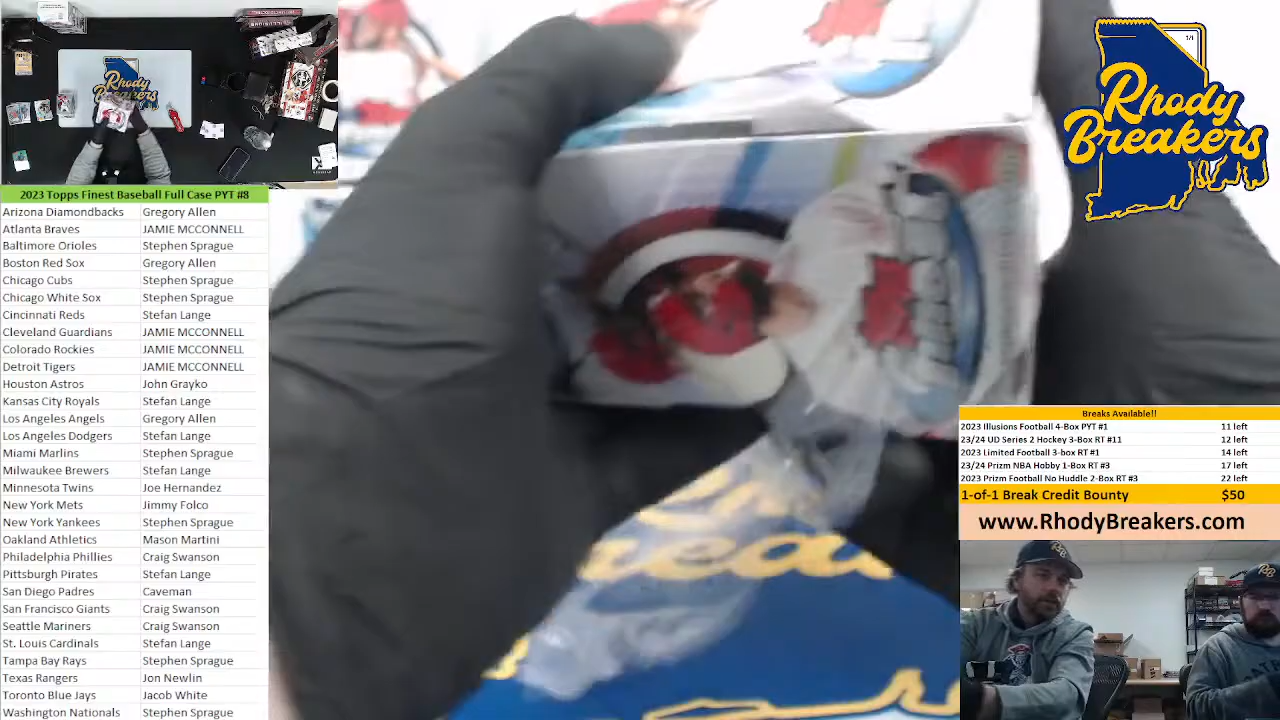 2023 Topps Finest Baseball Full Case PYT #8
Arizona Diamondbacks Gregory Allen
Atlanta Braves JAMIE MCCONNELL
Baltimore Orioles Stephen Sprague
Boston Red Sox Gregory Allen
Chicago Cubs Stephen Sprague
Chicago White Sox Stephen Sprague
Cincinnati Reds Stefan Lange
Cleveland Guardians JAMIE MCCONNELL
Colorado Rockies JAMIE MCCONNELL
Detroit Tigers JAMIE MCCONNELL
Houston Astros John Grayko
Kansas City Royals Stefan Lange
Los Angeles Angels Gregory Allen
Los Angeles Dodgers Stefan Lange
Miami Marlins Stephen Sprague
Milwaukee Brewers Stefan Lange
Minnesota Twins Joe Hernandez
New York Mets Jimmy Folco
New York Yankees Stephen Sprague
Oakland Athletics Mason Martini
Philadelphia Phillies Craig Swanson
Pittsburgh Pirates Stefan Lange
San Diego Padres Caveman
San Francisco Giants Craig Swanson
Seattle Mariners Craig Swanson
St. Louis Cardinals Stefan Lange
Tampa Bay Rays Stephen Sprague
Texas Rangers Jon Newlin
Toronto Blue Jays Jacob White
Washington Nationals Stephen Sprague
Rhody
Breakers
1/1
Rhody
Breakers
Breaks Available!!
2023 Illusions Football 4-Box PYT #1 11 left
23/24 UD Series 2 Hockey 3-Box RT #11 12 left
2023 Limited Football 3-box RT #1 14 left
23/24 Prizm NBA Hobby 1-Box RT #3 17 left
2023 Prizm Football No Huddle 2-Box RT #3 22 left
1-of-1 Break Credit Bounty $50
www.RhodyBreakers.com